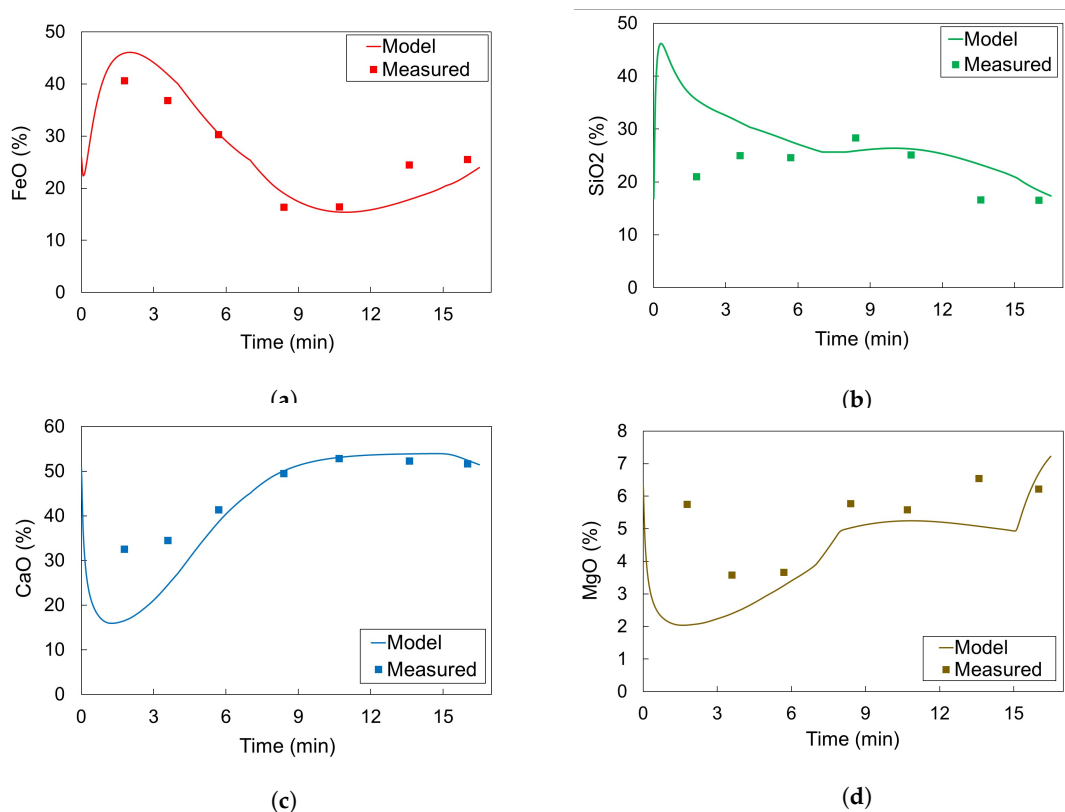 50
40
30
20
10
0
FeO (%)
Model
Measured
0 3 6 9 12 15
Time (min)
(a)
50
40
30
20
10
0
SiO2 (%)
Model
Measured
0 3 6 9 12 15
Time (min)
(b)
60
50
40
30
20
10
0
CaO (%)
Model
Measured
0 3 6 9 12 15
Time (min)
(c)
8
7
6
5
4
3
2
1
0
MgO (%)
Model
Measured
0 3 6 9 12 15
Time (min)
(d)